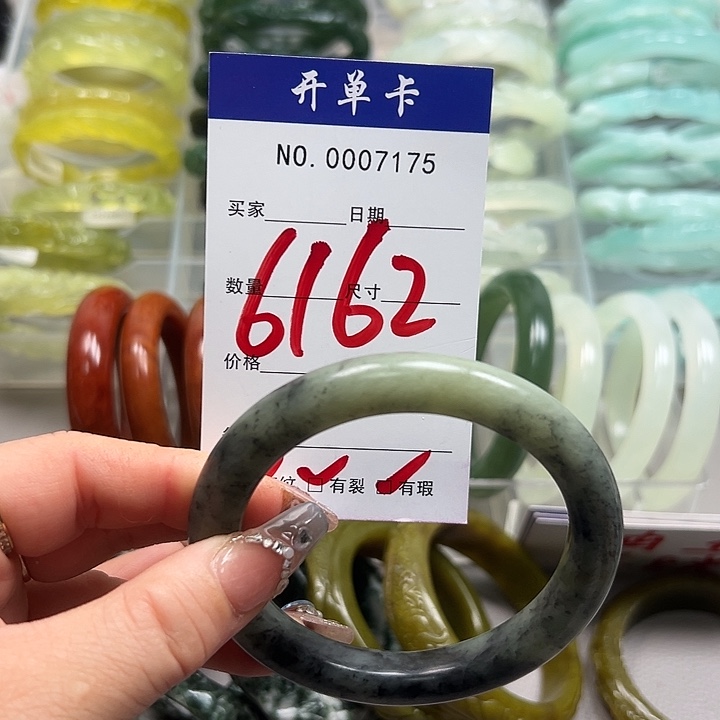 开单卡
NO. 0007175
买家 日期
6162
数量 尺寸
价格
纹 有裂 有瑕